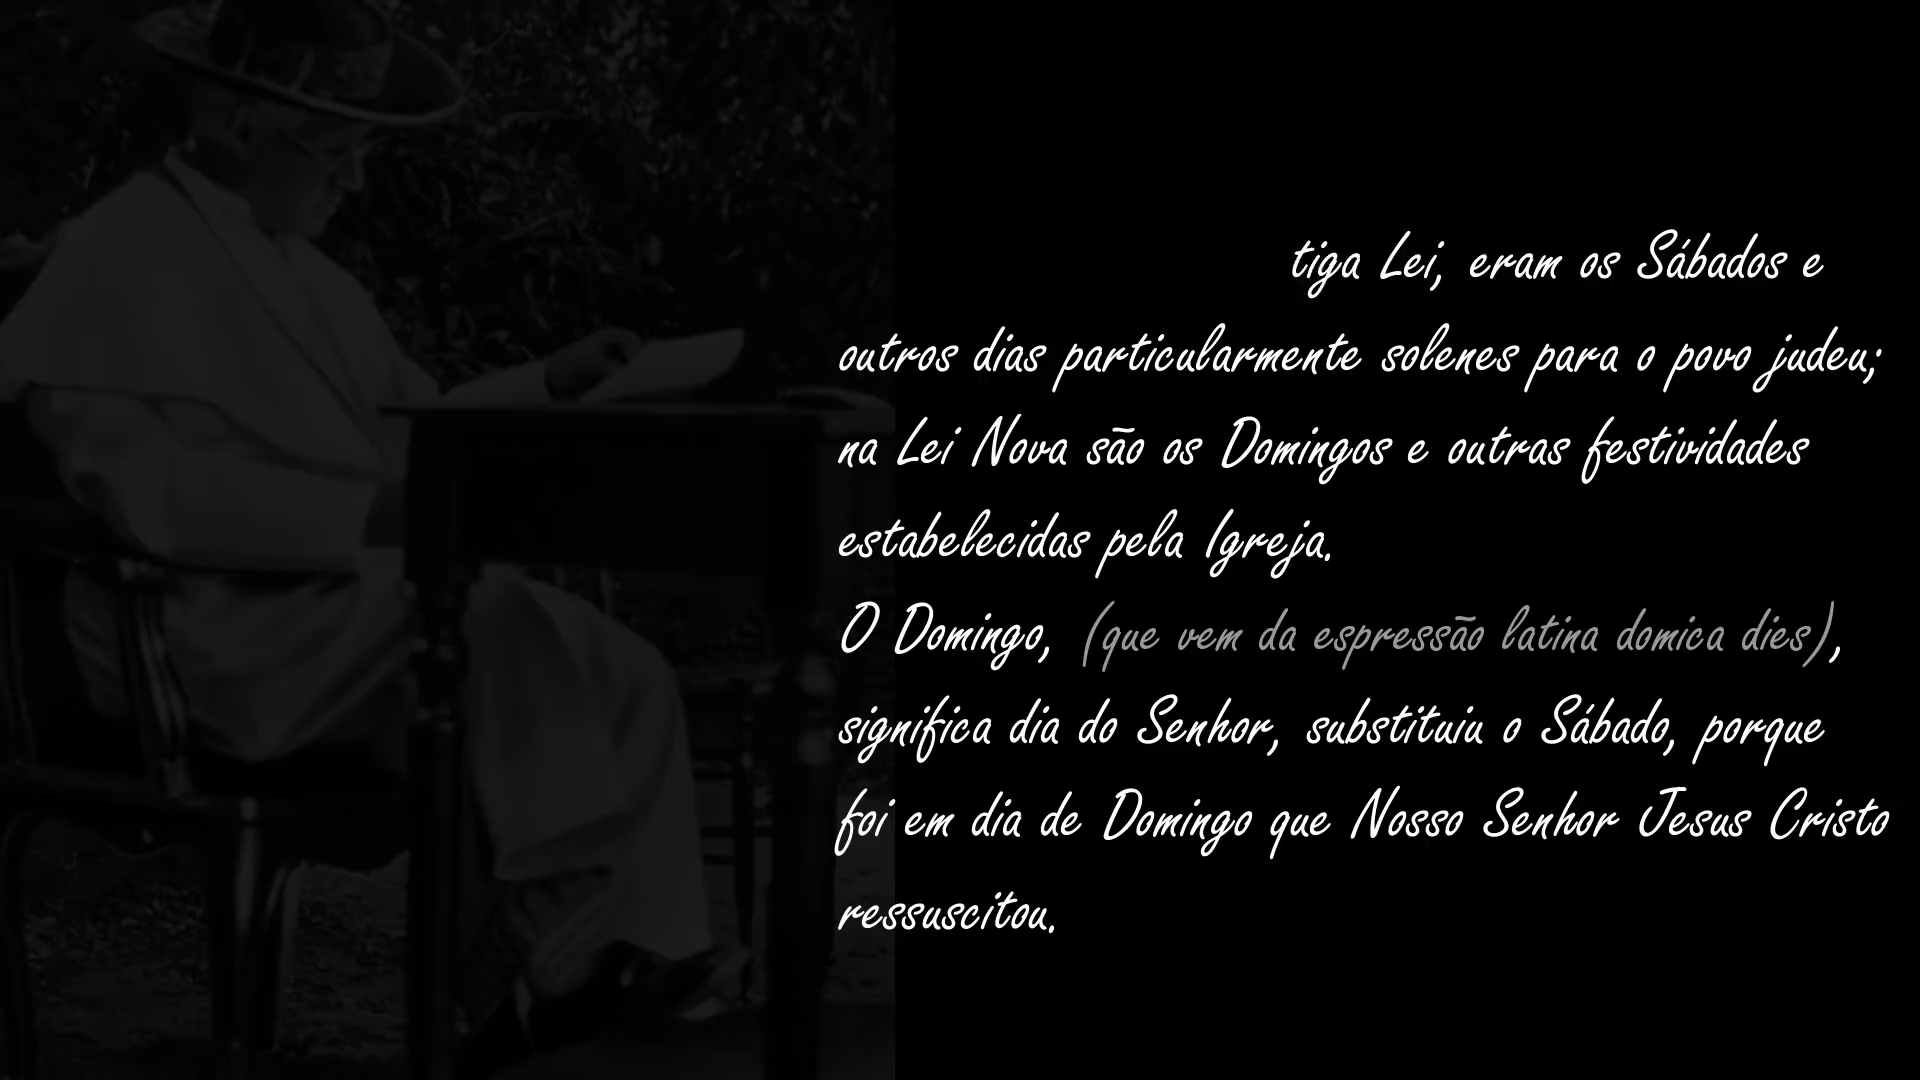 tiga Lei, eram os Sábados e
outros dias particularmente solenes para o povo judeu;
na Lei Nova são os Domingos e outras festividades
estabelecidas pela Igreja.
O Domingo, (que vem da espressão latina domica dies),
significa dia do Senhor, substituiu o Sábado, porque
foi em dia de Domingo que Nosso Senhor Jesus Cristo
ressuscitou.